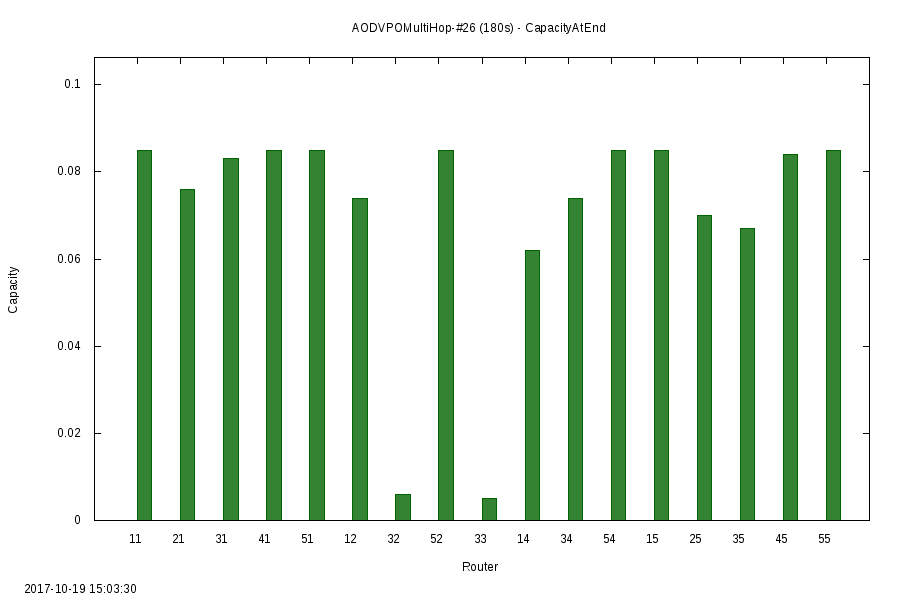 AODVPOMultiHop-#26 (180s) - CapacityAtEnd
0.1
0.08
0.06
0.04
0.02
0
Capacity
11 21 31 41 51 12 32 52 33 14 34 54 15 25 35 45 55
Router
2017-10-19 15:03:30